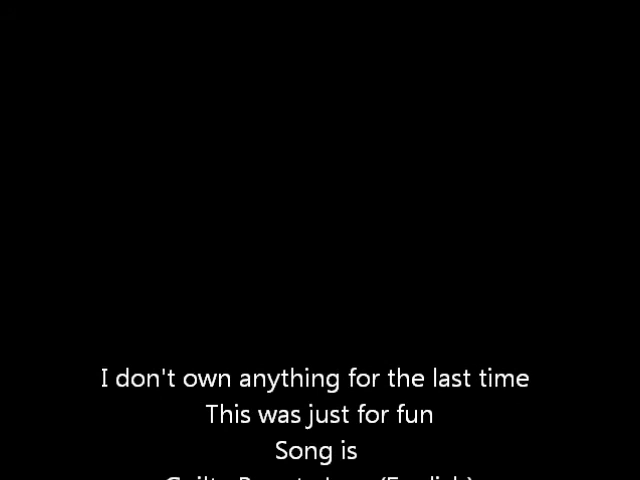 I don't own anything for the last time
This was just for fun
Song is